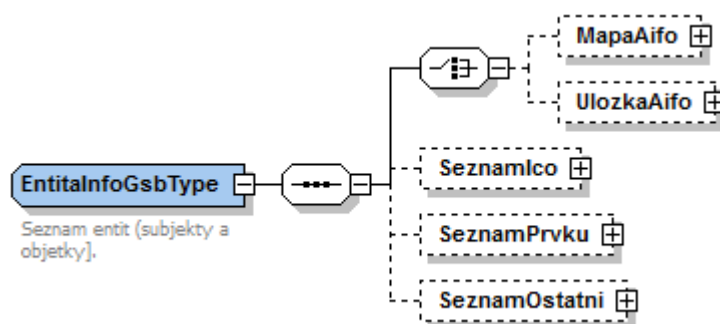 MapaAifo
UlozkaAifo
EntitaInfoGsbType
SeznamIco
SeznamPrvku
SeznamOstatni
Seznam entit (subjekty a
objetky].